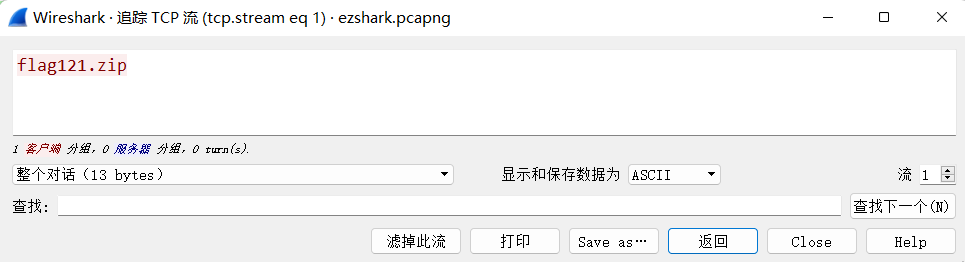 Wireshark · 追踪 TCP 流 (tcp.stream eq 1) · ezshark.pcapng
flag121.zip
1 客户端 分组，0 服务器 分组，0 turn(s).
整个对话（13 bytes） 显示和保存数据为 ASCII 流 1
查找: 查找下一个(N)
滤掉此流 打印 Save as… 返回 Close Help